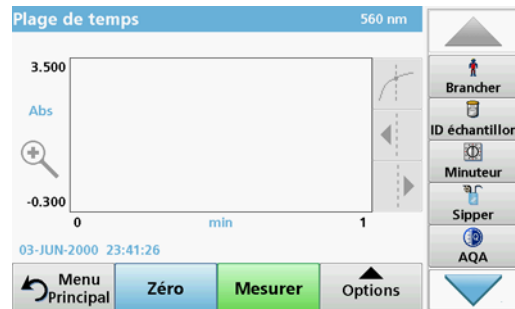 Plage de temps 560 nm
3.500
Abs
-0.300
0 min 1
03-JUN-2000 23:41:26
Menu
Principal
Zéro
Mesurer
Options
Brancher
ID échantillon
Minuteur
Sipper
AQA